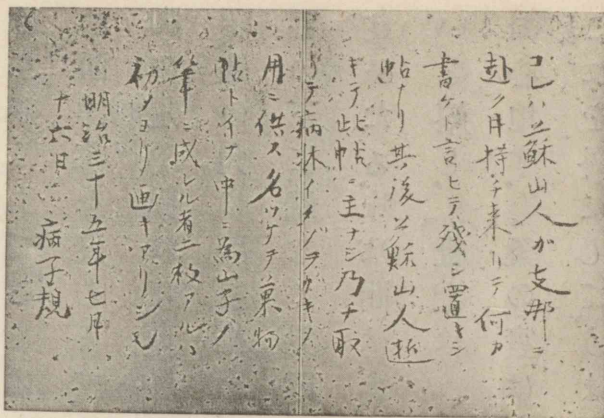 コレハ蘇山人が支那ニ
赴ク時持チ来リテ何カ
書ケト言ヒテ残シ置キシ
帖ナリ其後蘇山人逝
キテ此帖ニ主ナシ乃チ取
リテ病牀イタヅラガキノ
用ニ供ス名ツケテ菓物
帖トイフ中ニ為山子ノ
筆ニ成レル者二枚アルハ
初メヨリ画キアリシモ
明治三十五年七月
十六日 病子規